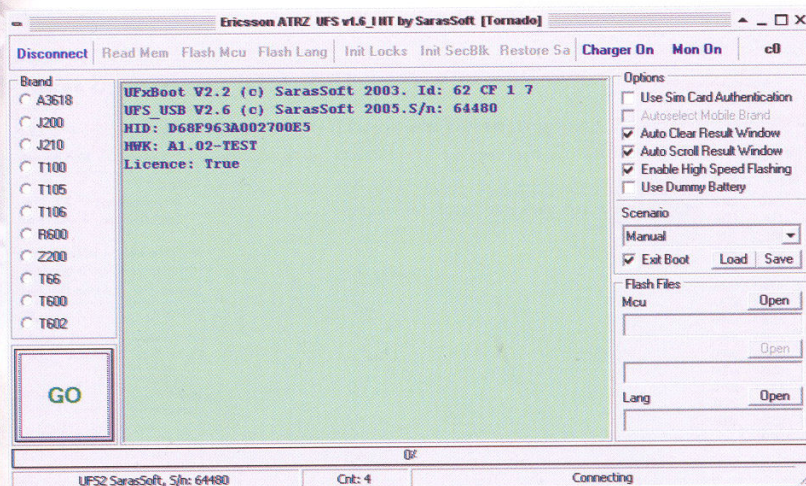 Ericsson ATRZ UFS v1.6_INT by SarasSoft [Tornado]
Disconnect Read Mem Flash Mcu Flash Lang Init Locks Init SecBlk Restore Sa Charger On Mon On c0
Brand
A3618
J200
J210
T100
T105
T106
R600
Z200
T66
T600
T602
GO
UFxBoot V2.2 (c) SarasSoft 2003. Id: 62 CF 1 7
UFS_USB V2.6 (c) SarasSoft 2005.S/n: 64480
HID: D68F963A002700E5
HWK: A1.02-TEST
Licence: True
Options
Use Sim Card Authentication
Autoselect Mobile Brand
Auto Clear Result Window
Auto Scroll Result Window
Enable High Speed Flashing
Use Dummy Battery
Scenario
Manual
Exit Boot Load Save
Flash Files
Mcu Open
Open
Lang Open
0%
UFS2 SarasSoft, S/n: 64480 Cnt: 4 Connecting